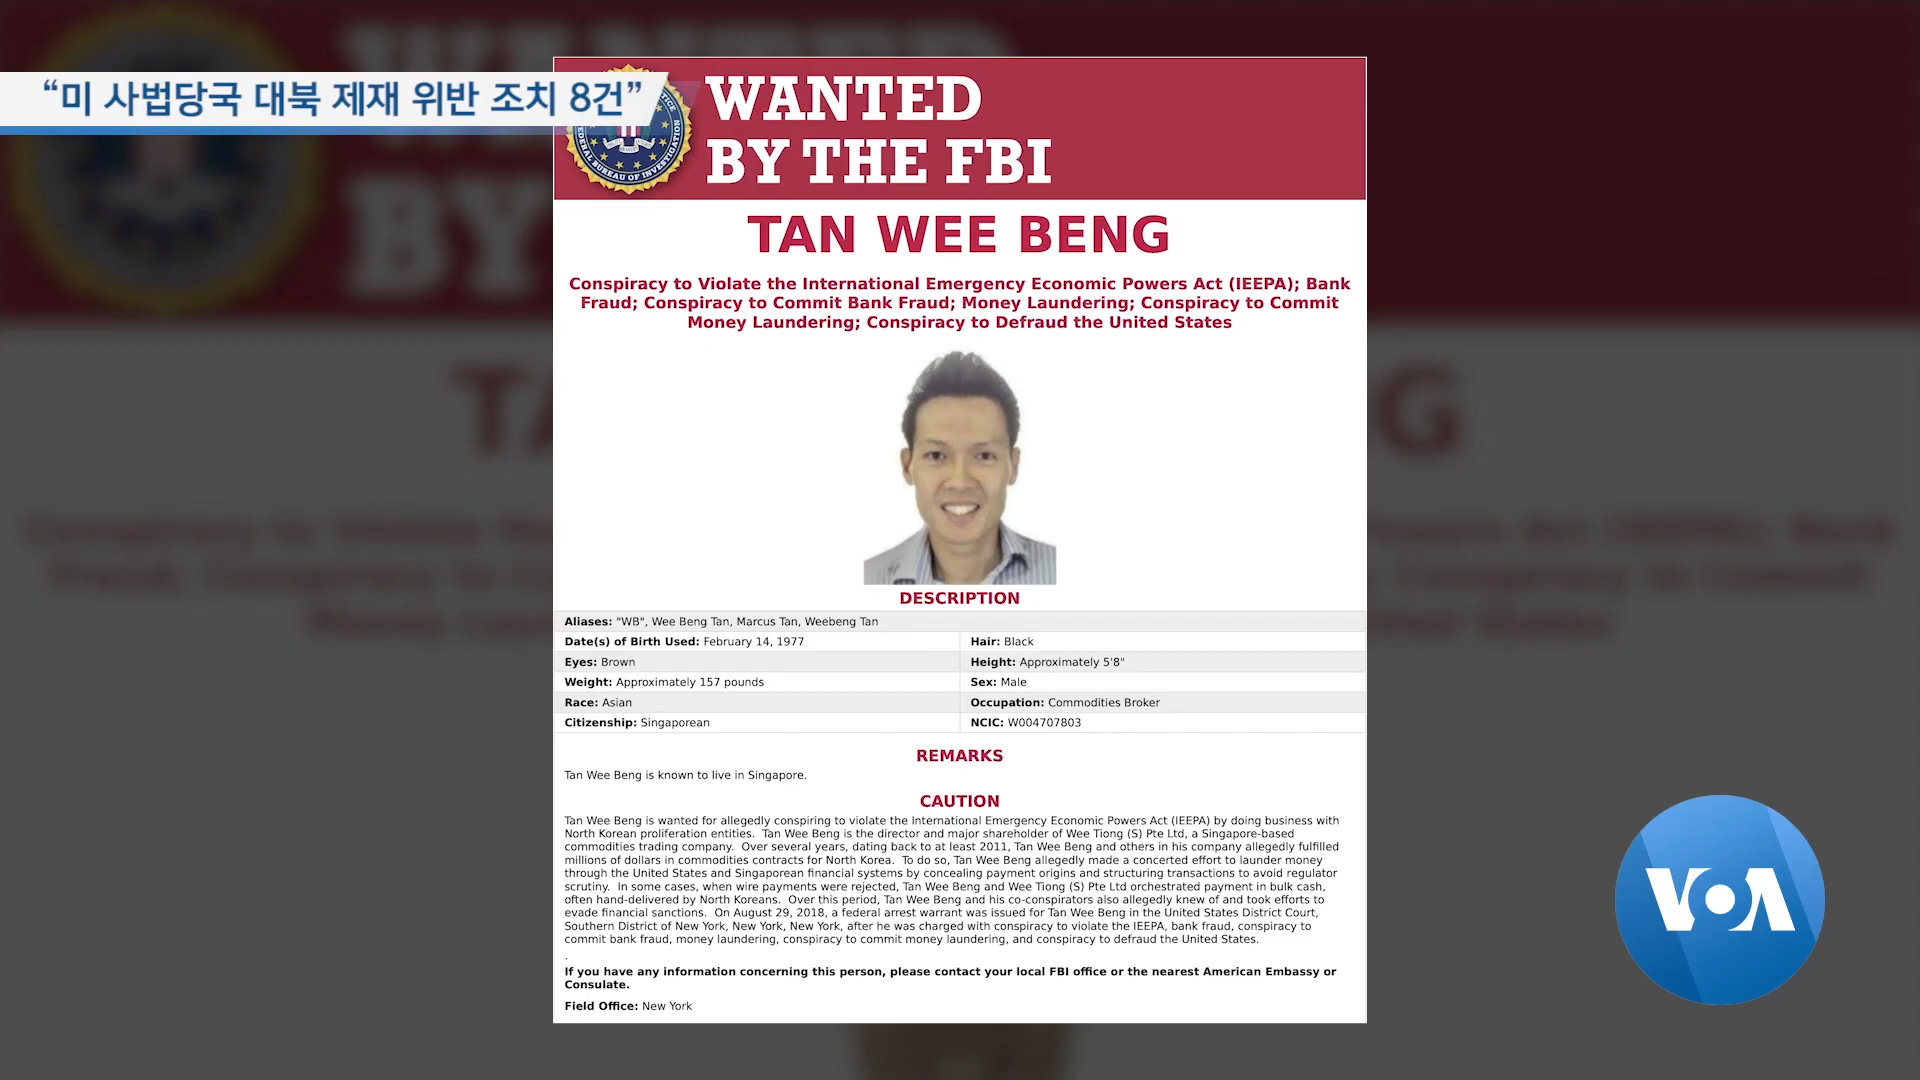 “미 사법당국 대북 제재 위반 조치 8건”
WANTED
BY THE FBI
FEDERAL BUREAU OF INVESTIGATION
TAN WEE BENG
Conspiracy to Violate the International Emergency Economic Powers Act (IEEPA); Bank
Fraud; Conspiracy to Commit Bank Fraud; Money Laundering; Conspiracy to Commit
Money Laundering; Conspiracy to Defraud the United States
DESCRIPTION
Aliases: "WB", Wee Beng Tan, Marcus Tan, Weebeng Tan
Date(s) of Birth Used: February 14, 1977
Hair: Black
Eyes: Brown
Height: Approximately 5'8"
Weight: Approximately 157 pounds
Sex: Male
Race: Asian
Occupation: Commodities Broker
Citizenship: Singaporean
NCIC: W004707803
REMARKS
Tan Wee Beng is known to live in Singapore.
CAUTION
Tan Wee Beng is wanted for allegedly conspiring to violate the International Emergency Economic Powers Act (IEEPA) by doing business with
North Korean proliferation entities.  Tan Wee Beng is the director and major shareholder of Wee Tiong (S) Pte Ltd, a Singapore-based
commodities trading company.  Over several years, dating back to at least 2011, Tan Wee Beng and others in his company allegedly fulfilled
millions of dollars in commodities contracts for North Korea.  To do so, Tan Wee Beng allegedly made a concerted effort to launder money
through the United States and Singaporean financial systems by concealing payment origins and structuring transactions to avoid regulator
scrutiny.  In some cases, when wire payments were rejected, Tan Wee Beng and Wee Tiong (S) Pte Ltd orchestrated payment in bulk cash,
often hand-delivered by North Koreans.  Over this period, Tan Wee Beng and his co-conspirators also allegedly knew of and took efforts to
evade financial sanctions.  On August 29, 2018, a federal arrest warrant was issued for Tan Wee Beng in the United States District Court,
Southern District of New York, New York, New York, after he was charged with conspiracy to violate the IEEPA, bank fraud, conspiracy to
commit bank fraud, money laundering, conspiracy to commit money laundering, and conspiracy to defraud the United States.
.
If you have any information concerning this person, please contact your local FBI office or the nearest American Embassy or
Consulate.
Field Office: New York
VOA